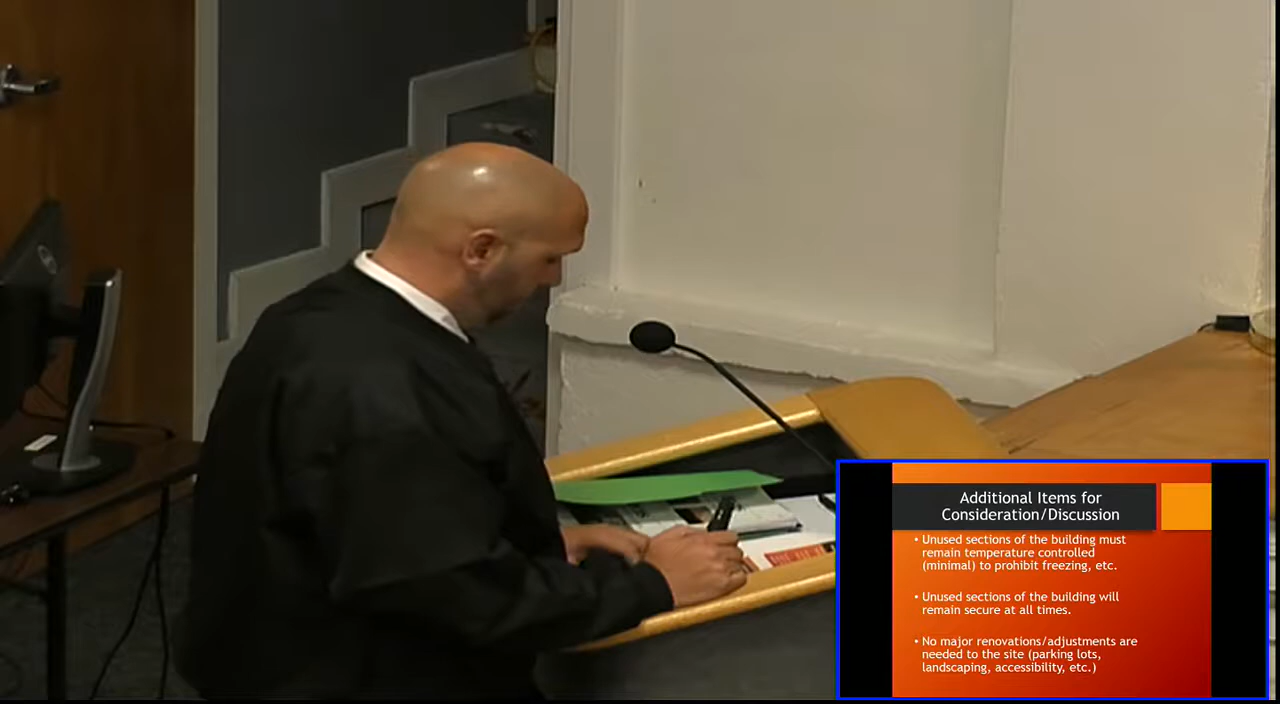 Additional Items for
Consideration/Discussion
• Unused sections of the building must
remain temperature controlled
(minimal) to prohibit freezing, etc.
• Unused sections of the building will
remain secure at all times.
• No major renovations/adjustments are
needed to the site (parking lots,
landscaping, accessibility, etc.)